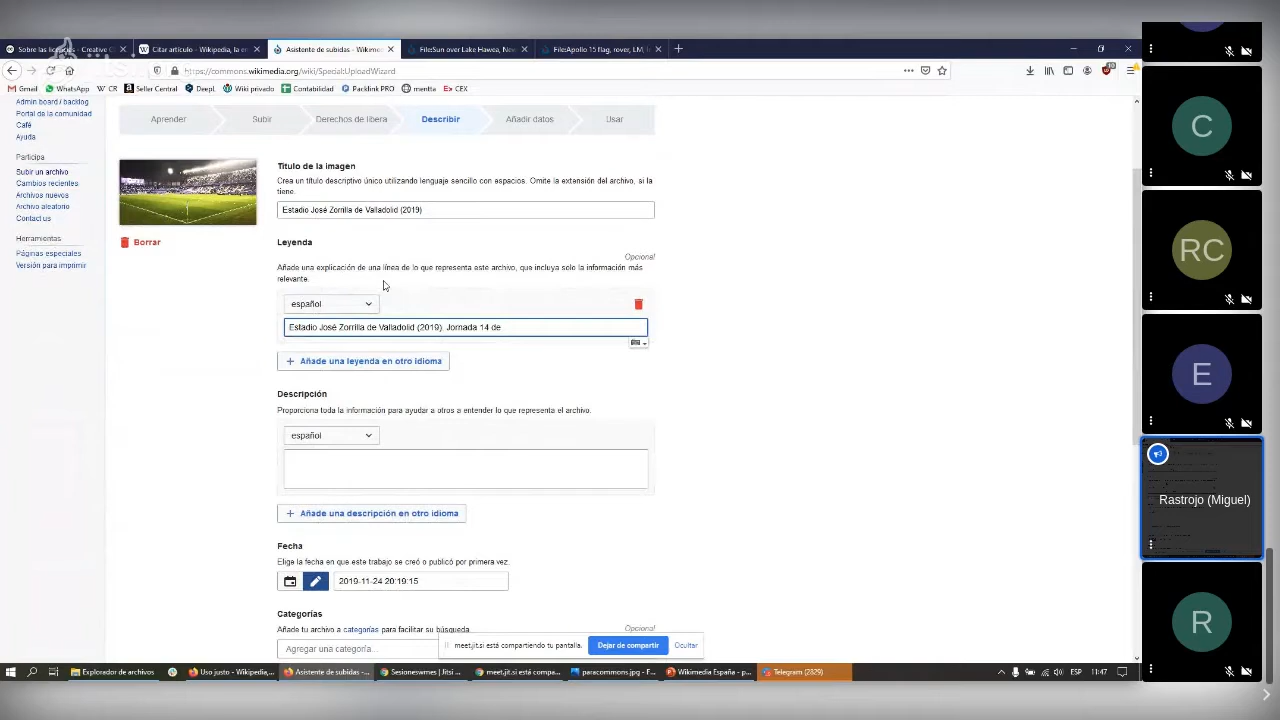 Sobre las licencias - Creative C
Citar artículo - Wikipedia, la en
Asistente de subidas - Wikimed
File:Sun over Lake Hawea, Nev
File:Apollo 15 flag, rover, LM, I
https://commons.wikimedia.org/wiki/Special:UploadWizard
Gmail
WhatsApp
CR
Seller Central
DeepL
Wiki privado
Contabilidad
Packlink PRO
mentta
CEX
Admin board / backlog
Portal de la comunidad
Café
Ayuda
Participa
Subir un archivo
Cambios recientes
Archivos nuevos
Archivo aleatorio
Contact us
Herramientas
Páginas especiales
Versión para imprimir
Aprender
Subir
Derechos de libera
Describir
Añadir datos
Usar
Borrar
Título de la imagen
Crea un título descriptivo único utilizando lenguaje sencillo con espacios. Omite la extensión del archivo, si la
tiene.
Estadio José Zorrilla de Valladolid (2019)
Leyenda
Opcional
Añade una explicación de una línea de lo que representa este archivo, que incluya solo la información más
relevante.
español
Estadio José Zorrilla de Valladolid (2019). Jornada 14 de
Añade una leyenda en otro idioma
Descripción
Proporciona toda la información para ayudar a otros a entender lo que representa el archivo.
español
Añade una descripción en otro idioma
Fecha
Elige la fecha en que este trabajo se creó o publicó por primera vez.
2019-11-24 20:19:15
Categorías
Opcional
Añade tu archivo a categorías para facilitar su búsqueda
Agregar una categoría...
meet.jit.si está compartiendo tu pantalla.
Dejar de compartir
Ocultar
Explorador de archivos
Uso justo - Wikipedia,...
Asistente de subidas -...
Sesioneswmes | Jitsi ...
meet.jit.si está compa...
paracommons.jpg - F...
Wikimedia España - p...
Telegram (2829)
ESP
11:47
C
RC
E
Rastrojo (Miguel)
R